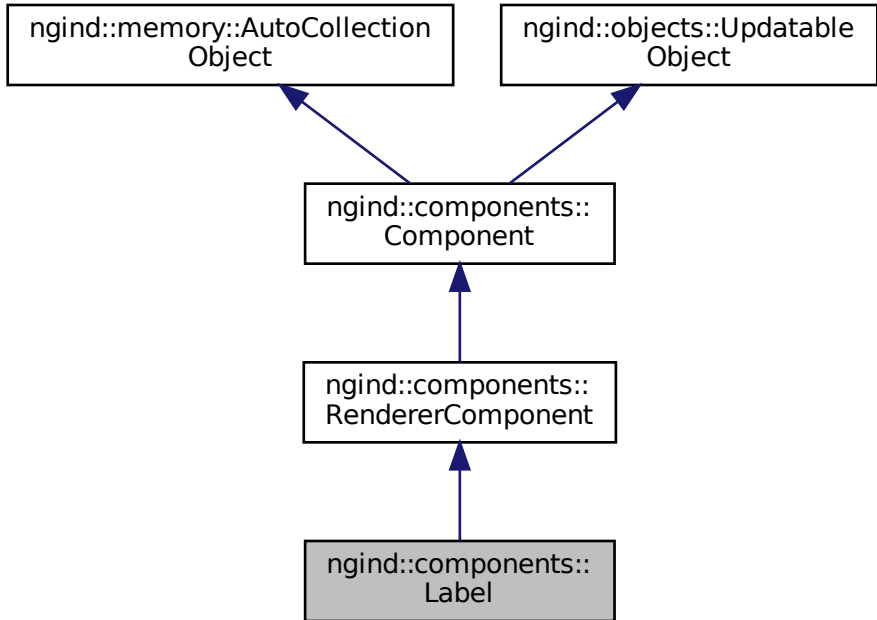 ngind::memory::AutoCollection
Object
ngind::objects::Updatable
Object
ngind::components::
Component
ngind::components::
RendererComponent
ngind::components::
Label